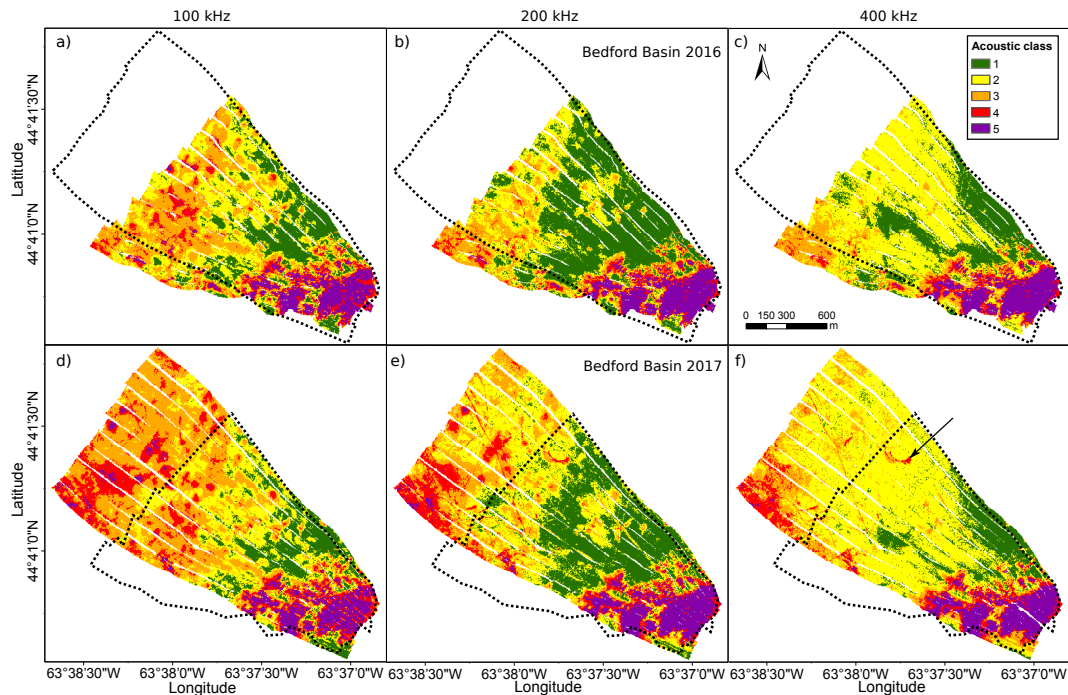 100 kHz
200 kHz
400 kHz
a)
b)
Bedford Basin 2016
c)
N
Acoustic class
1
2
3
4
5
44°41'30"N
44°41'0"N
Latitude
0 150 300 600
m
d)
e)
Bedford Basin 2017
f)
44°41'30"N
44°41'0"N
Latitude
63°38'30"W 63°38'0"W 63°37'30"W 63°37'0"W
63°38'30"W 63°38'0"W 63°37'30"W 63°37'0"W
63°38'30"W 63°38'0"W 63°37'30"W 63°37'0"W
Longitude
Longitude
Longitude